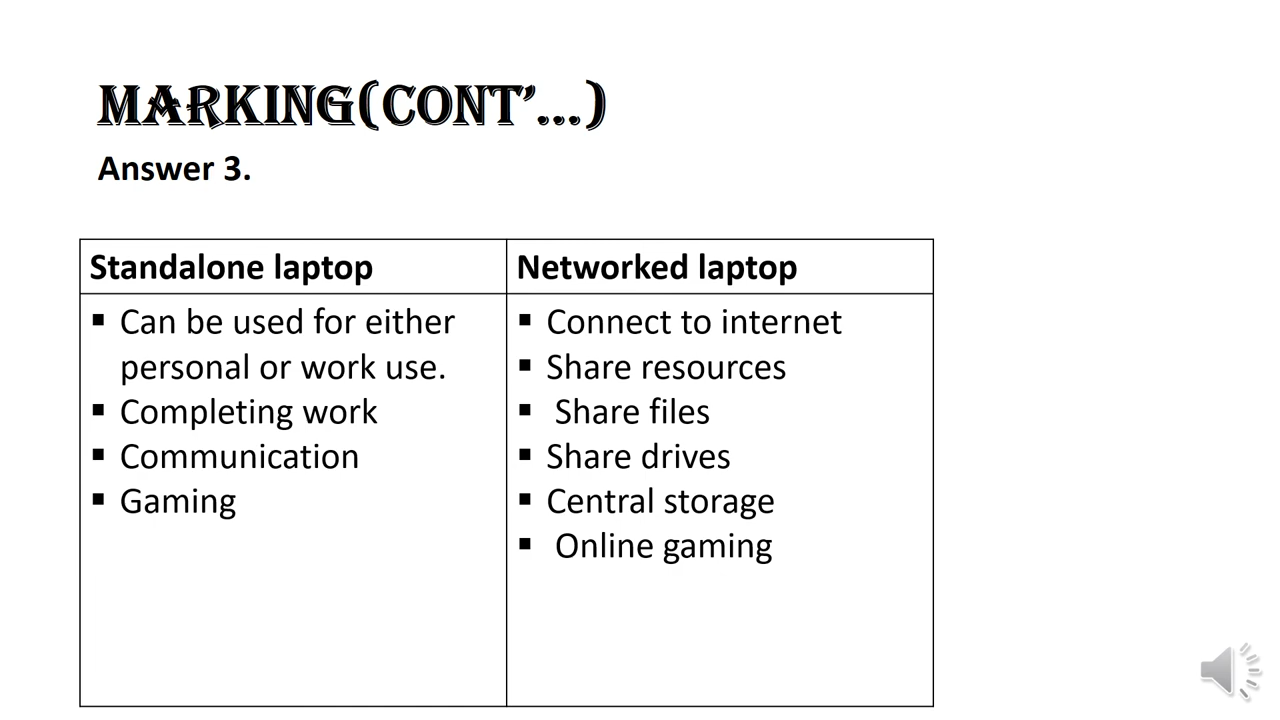 MARKING(CONT'...)
Answer 3.
Standalone laptop
▪ Can be used for either
personal or work use.
▪ Completing work
▪ Communication
▪ Gaming
Networked laptop
▪ Connect to internet
▪ Share resources
▪ Share files
▪ Share drives
▪ Central storage
▪ Online gaming